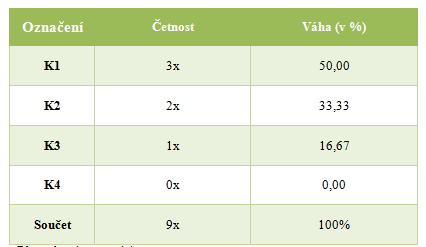 Označení Četnost Váha (v %)
K1 3x 50,00
K2 2x 33,33
K3 1x 16,67
K4 0x 0,00
Součet 9x 100%